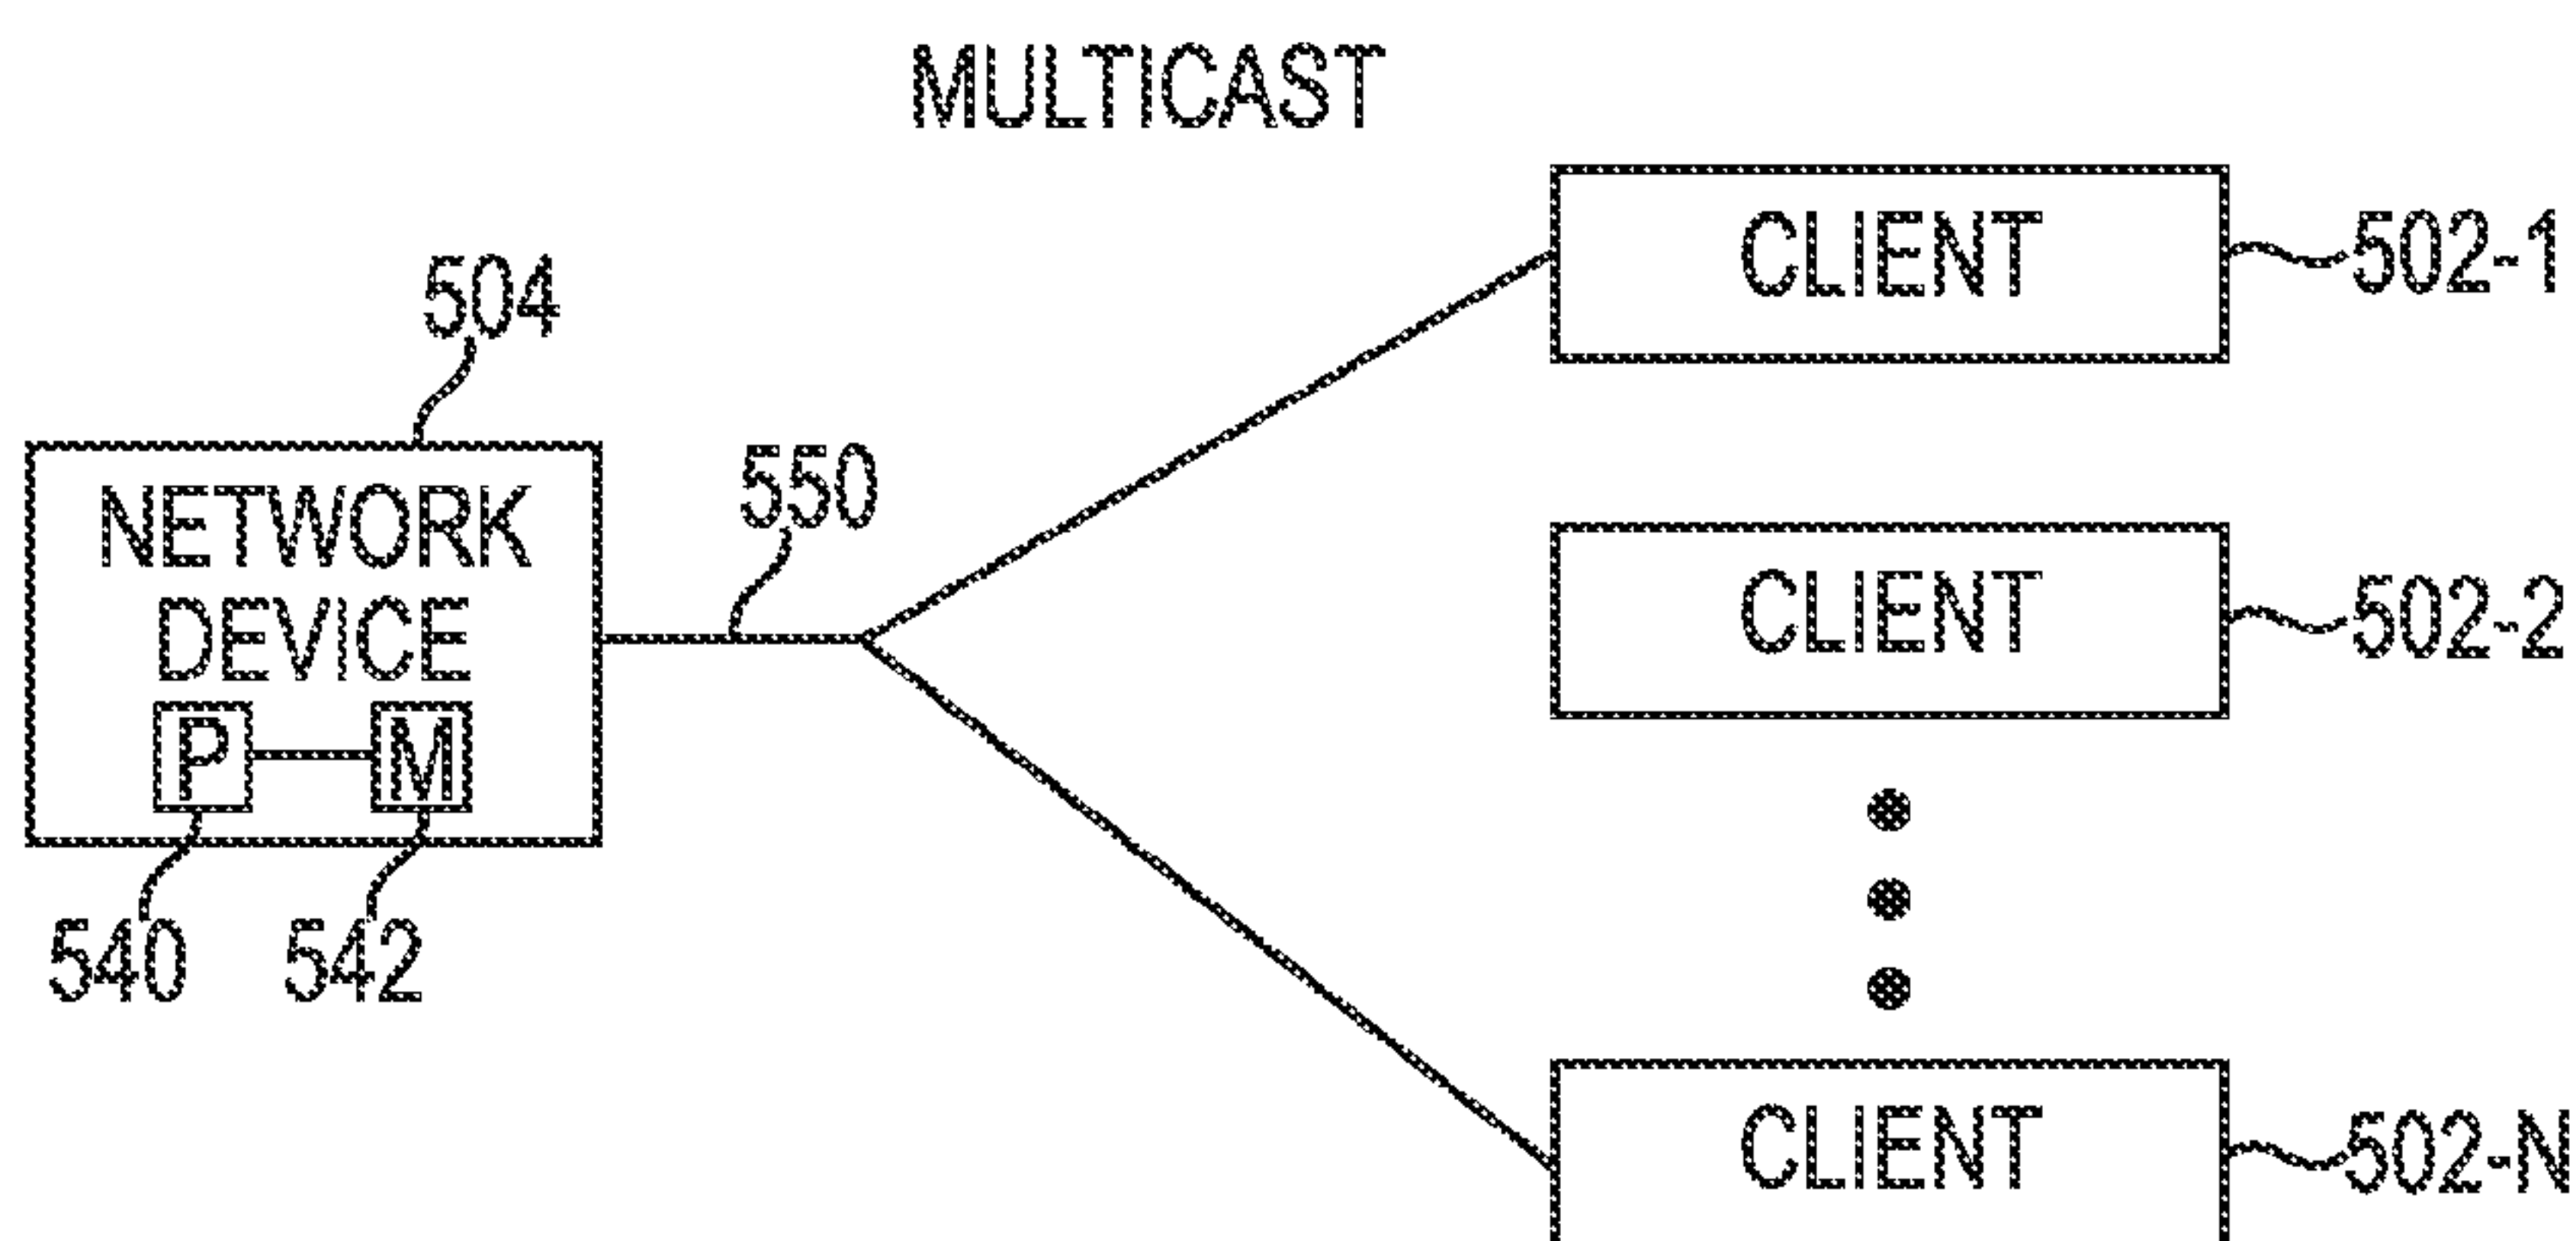 MULTICAST
CLIENT
502-1
504
550
NETWORK
DEVICE
CLIENT
502-2
P
M
540
542
CLIENT
502-N